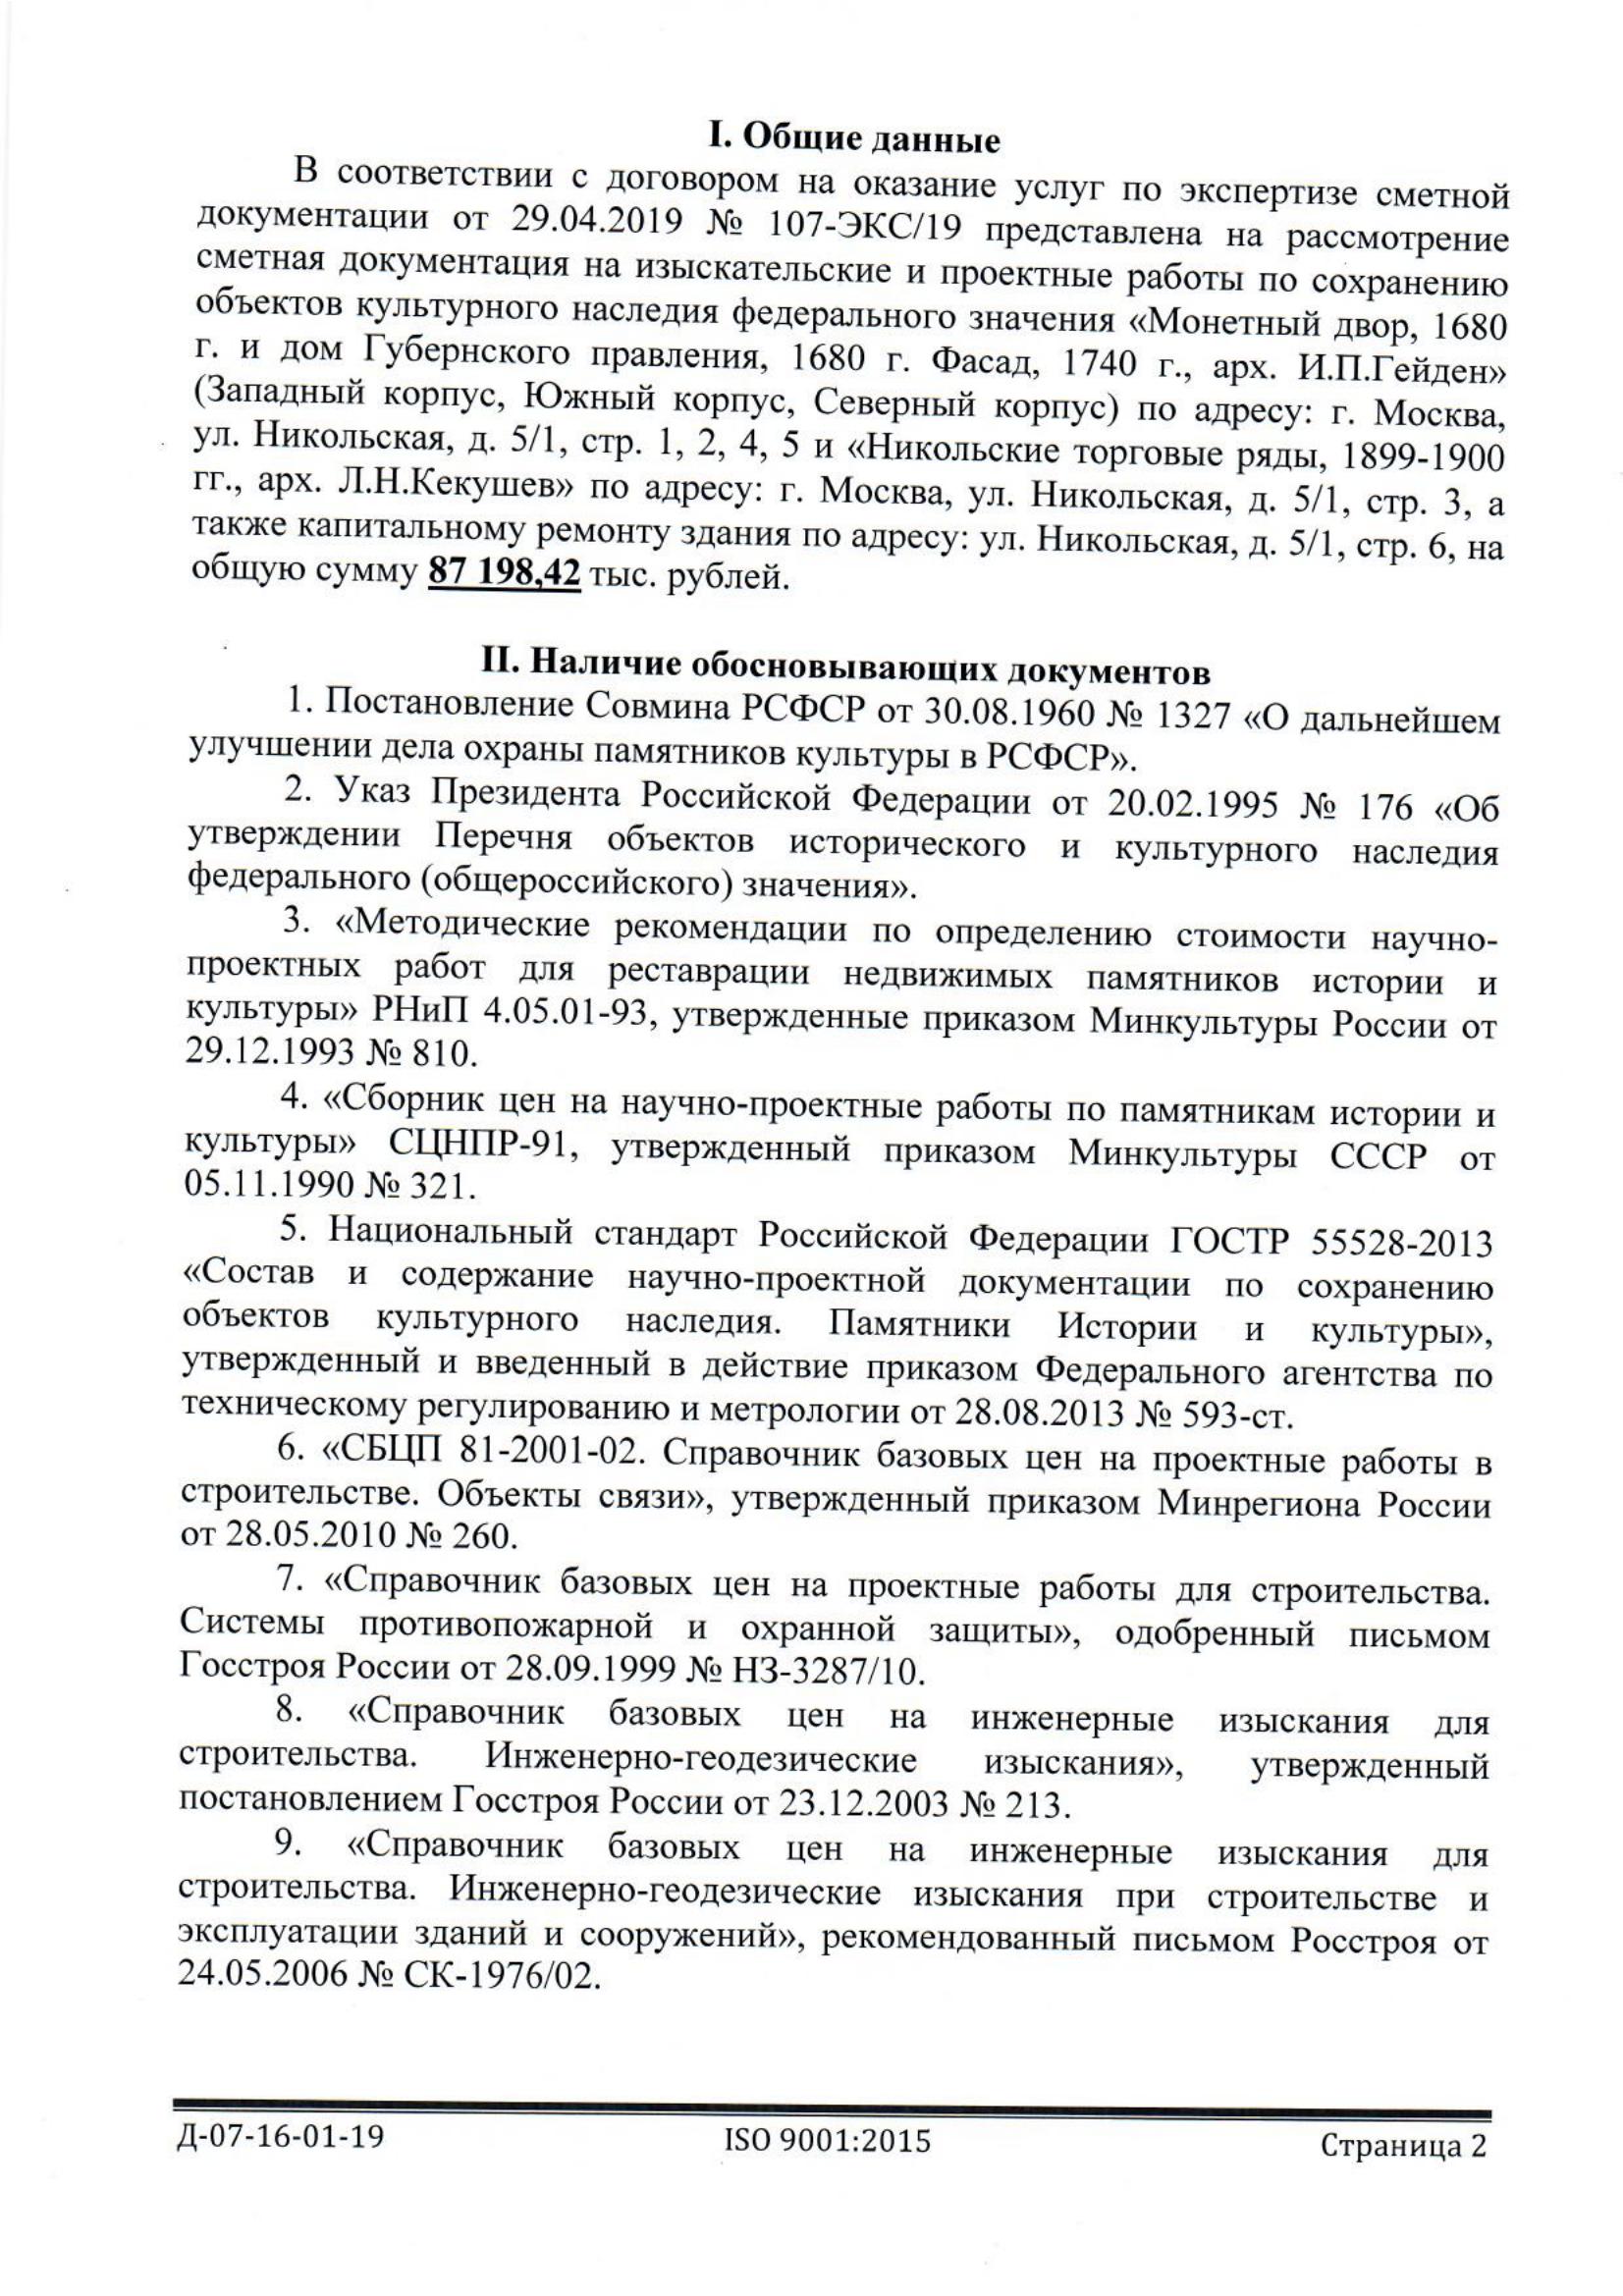 I. Общие данные
В соответствии с договором на оказание услуг по экспертизе сметной
документации от 29.04.2019 № 107-ЭКС/19 представлена на рассмотрение
сметная документация на изыскательские и проектные работы по сохранению
объектов культурного наследия федерального значения «Монетный двор, 1680
г. и дом Губернского правления, 1680 г. Фасад, 1740 г., арх. И.П.Гейден»
(Западный корпус, Южный корпус, Северный корпус) по адресу: г. Москва,
ул. Никольская, д. 5/1, стр. 1, 2, 4, 5 и «Никольские торговые ряды, 1899-1900
гг., арх. Л.Н.Кекушев» по адресу: г. Москва, ул. Никольская, д. 5/1, стр. 3, а
также капитальному ремонту здания по адресу: ул. Никольская, д. 5/1, стр. 6, на
общую сумму 87 198,42 тыс. рублей.
II. Наличие обосновывающих документов
1. Постановление Совмина РСФСР от 30.08.1960 № 1327 «О дальнейшем
улучшении дела охраны памятников культуры в РСФСР».
2. Указ Президента Российской Федерации от 20.02.1995 № 176 «Об
утверждении Перечня объектов исторического и культурного наследия
федерального (общероссийского) значения».
3. «Методические рекомендации по определению стоимости научно-
проектных работ для реставрации недвижимых памятников истории и
культуры» РНиП 4.05.01-93, утвержденные приказом Минкультуры России от
29.12.1993 № 810.
4. «Сборник цен на научно-проектные работы по памятникам истории и
культуры» СЦНПР-91, утвержденный приказом Минкультуры СССР от
05.11.1990 № 321.
5. Национальный стандарт Российской Федерации ГОСТР 55528-2013
«Состав и содержание научно-проектной документации по сохранению
объектов культурного наследия. Памятники Истории и культуры»,
утвержденный и введенный в действие приказом Федерального агентства по
техническому регулированию и метрологии от 28.08.2013 № 593-ст.
6. «СБЦП 81-2001-02. Справочник базовых цен на проектные работы в
строительстве. Объекты связи», утвержденный приказом Минрегиона России
от 28.05.2010 № 260.
7. «Справочник базовых цен на проектные работы для строительства.
Системы противопожарной и охранной защиты», одобренный письмом
Госстроя России от 28.09.1999 № НЗ-3287/10.
8. «Справочник базовых цен на инженерные изыскания для
строительства. Инженерно-геодезические изыскания», утвержденный
постановлением Госстроя России от 23.12.2003 № 213.
9. «Справочник базовых цен на инженерные изыскания для
строительства. Инженерно-геодезические изыскания при строительстве и
эксплуатации зданий и сооружений», рекомендованный письмом Росстроя от
24.05.2006 № СК-1976/02.
Д-07-16-01-19 ISO 9001:2015 Страница 2